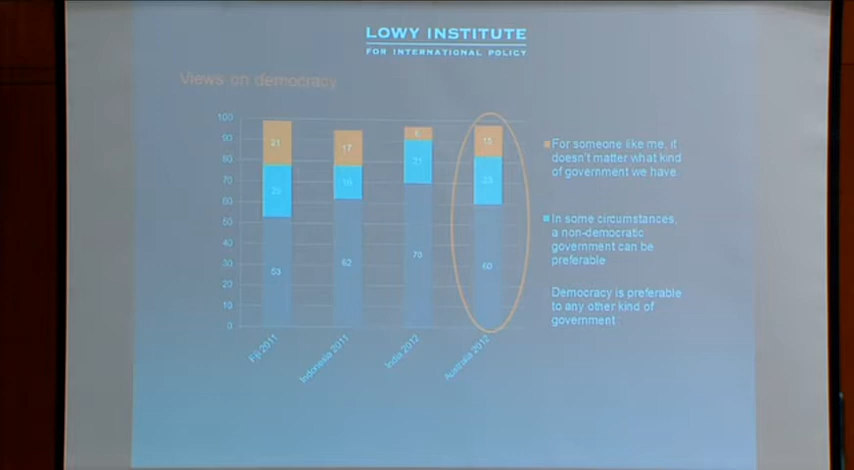 LOWY INSTITUTE
FOR INTERNATIONAL POLICY
Views on democracy
100
90
80
70
60
50
40
30
20
10
0
21
25
53
17
16
62
6
21
70
15
23
60
Fiji 2011
Indonesia 2011
India 2012
Australia 2012
For someone like me, it
doesn't matter what kind
of government we have
In some circumstances,
a non-democratic
government can be
preferable
Democracy is preferable
to any other kind of
government